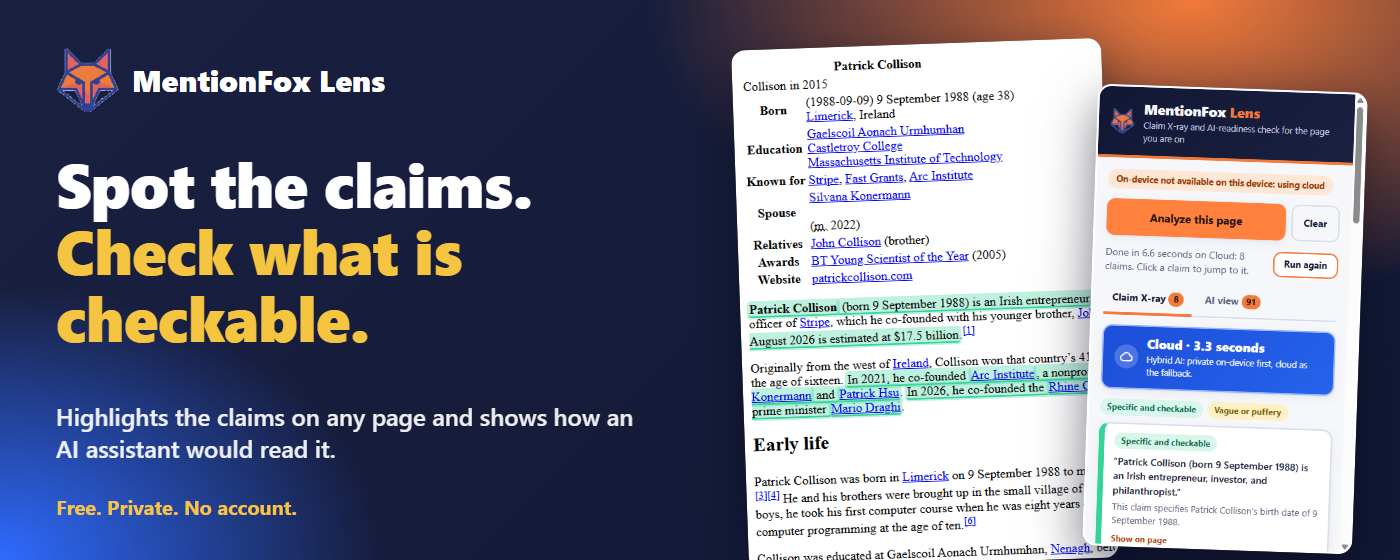 MentionFox Lens
Spot the claims.
Check what is
checkable.
Highlights the claims on any page and shows how an
AI assistant would read it.
Free. Private. No account.
Patrick Collison
Collison in 2015
Born (1988-09-09) 9 September 1988 (age 38)
Limerick, Ireland
Gaelscoil Aonach Urmhumhan
Education Castletroy College
Massachusetts Institute of Technology
Known for Stripe, Fast Grants, Arc Institute
Silvana Konermann
Spouse
(m. 2022)
Relatives John Collison (brother)
Awards BT Young Scientist of the Year (2005)
Website patrickcollison.com
Patrick Collison (born 9 September 1988) is an Irish entrepreneur
officer of Stripe, which he co-founded with his younger brother,
August 2026 is estimated at $17.5 billion.[1]
Originally from the west of Ireland, Collison won that country's 41
the age of sixteen. In 2021, he co-founded Arc Institute, a nonpro
Konermann and Patrick Hsu. In 2026, he co-founded the Rhine
prime minister Mario Draghi.
Early life
Patrick Collison was born in Limerick on 9 September 1988 to
[3][4] He and his brothers were brought up in the small village of
boys, he took his first computer course when he was eight years
computer programming at the age of ten.[6]
Collison was educated at Gaelscoil Aonach Urmhumhan, Nenagh,
MentionFox Lens
Claim X-ray and AI-readiness check for the page
you are on
On-device not available on this device: using cloud
Analyze this page
Clear
Done in 6.6 seconds on Cloud: 8
claims. Click a claim to jump to it.
Run again
Claim X-ray 8
AI view 91
Cloud · 3.3 seconds
Hybrid AI: private on-device first, cloud as
the fallback.
Specific and checkable
Vague or puffery
Specific and checkable
"Patrick Collison (born 9 September 1988) is
an Irish entrepreneur, investor, and
philanthropist."
This claim specifies Patrick Collison's birth date of 9
September 1988.
Show on page